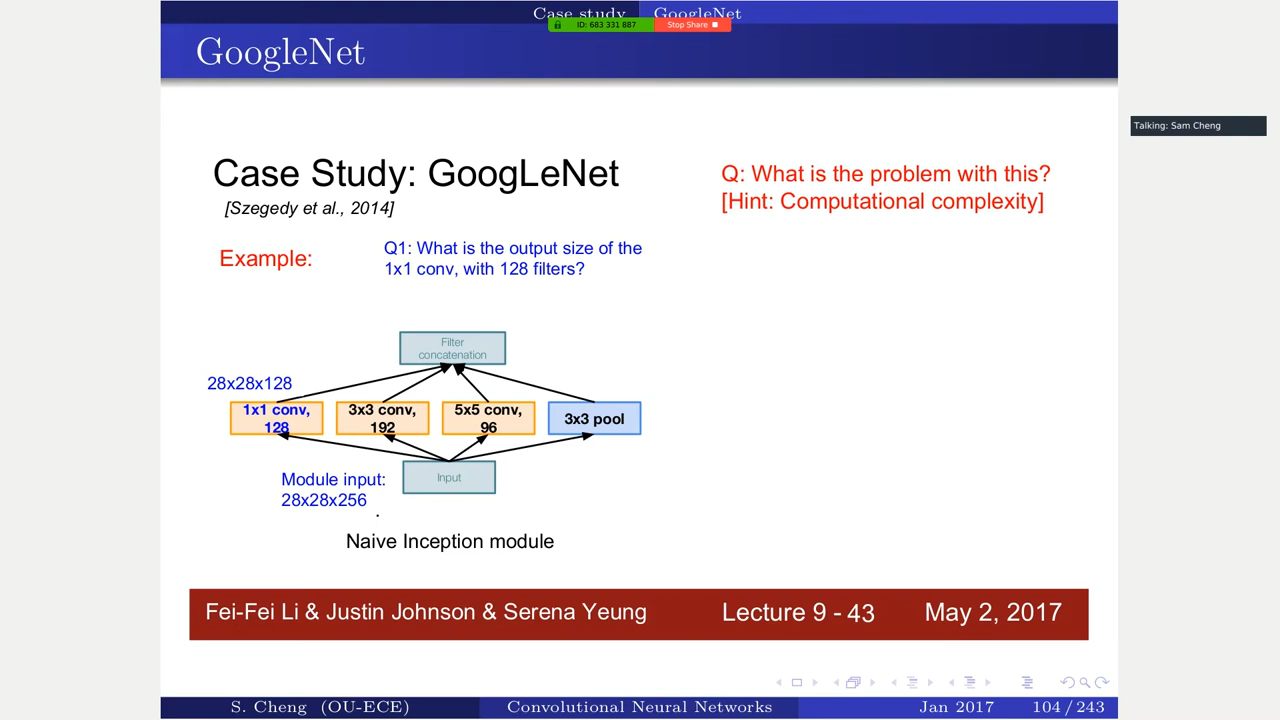 Case study GoogleNet
ID: 683 331 887 Stop Share
GoogleNet
Talking: Sam Cheng
Case Study: GoogLeNet
[Szegedy et al., 2014]
Q: What is the problem with this?
[Hint: Computational complexity]
Example:
Q1: What is the output size of the
1x1 conv, with 128 filters?
Filter
concatenation
28x28x128
1x1 conv,
128
3x3 conv,
192
5x5 conv,
96
3x3 pool
Module input:
28x28x256
Input
Naive Inception module
Fei-Fei Li & Justin Johnson & Serena Yeung Lecture 9 - 43 May 2, 2017
S. Cheng (OU-ECE) Convolutional Neural Networks Jan 2017 104 / 243